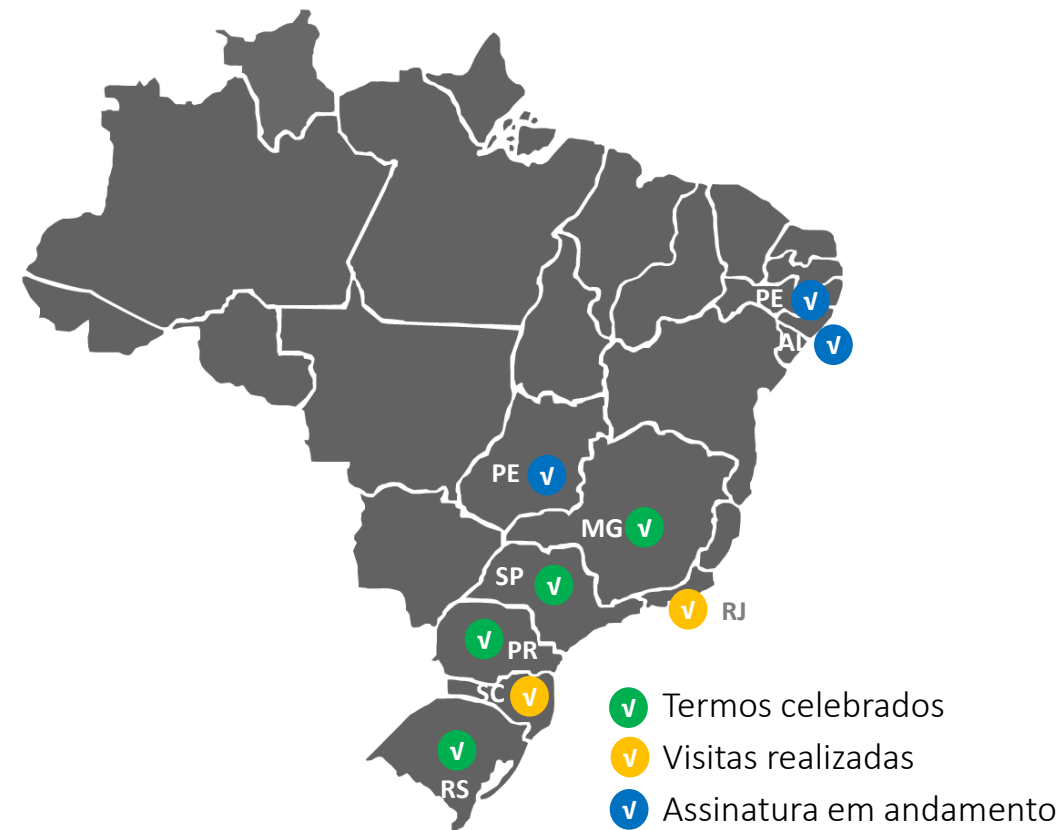 PE √
AL √
PE √
MG √
SP √
√ RJ
√ PR
SC √
√ RS
√ Termos celebrados
√ Visitas realizadas
√ Assinatura em andamento